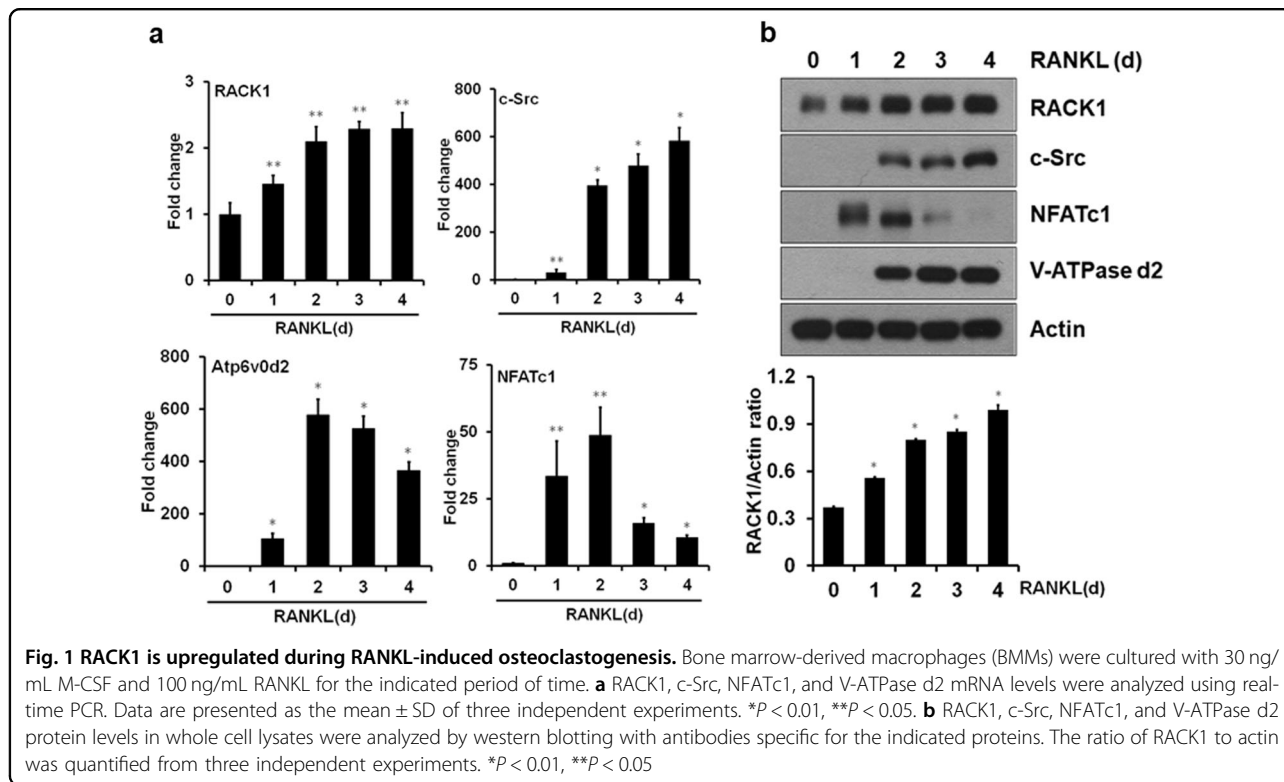 a
RACK1
Fold change
3
2
1
0
**
**
**
**
0 1 2 3 4
RANKL(d)
c-Src
Fold change
800
600
400
200
0
**
*
*
*
0 1 2 3 4
RANKL(d)
Atp6v0d2
Fold change
800
600
400
200
0
*
*
*
*
0 1 2 3 4
RANKL(d)
NFATc1
Fold change
75
50
25
0
**
**
*
*
0 1 2 3 4
RANKL(d)
b
0 1 2 3 4 RANKL (d)
RACK1
c-Src
NFATc1
V-ATPase d2
Actin
RACK1/Actin ratio
1.2
0.9
0.6
0.3
0
*
*
*
*
0 1 2 3 4 RANKL(d)
Fig. 1 RACK1 is upregulated during RANKL-induced osteoclastogenesis. Bone marrow-derived macrophages (BMMs) were cultured with 30 ng/
mL M-CSF and 100 ng/mL RANKL for the indicated period of time. a RACK1, c-Src, NFATc1, and V-ATPase d2 mRNA levels were analyzed using real-
time PCR. Data are presented as the mean ± SD of three independent experiments. *P < 0.01, **P < 0.05. b RACK1, c-Src, NFATc1, and V-ATPase d2
protein levels in whole cell lysates were analyzed by western blotting with antibodies specific for the indicated proteins. The ratio of RACK1 to actin
was quantified from three independent experiments. *P < 0.01, **P < 0.05